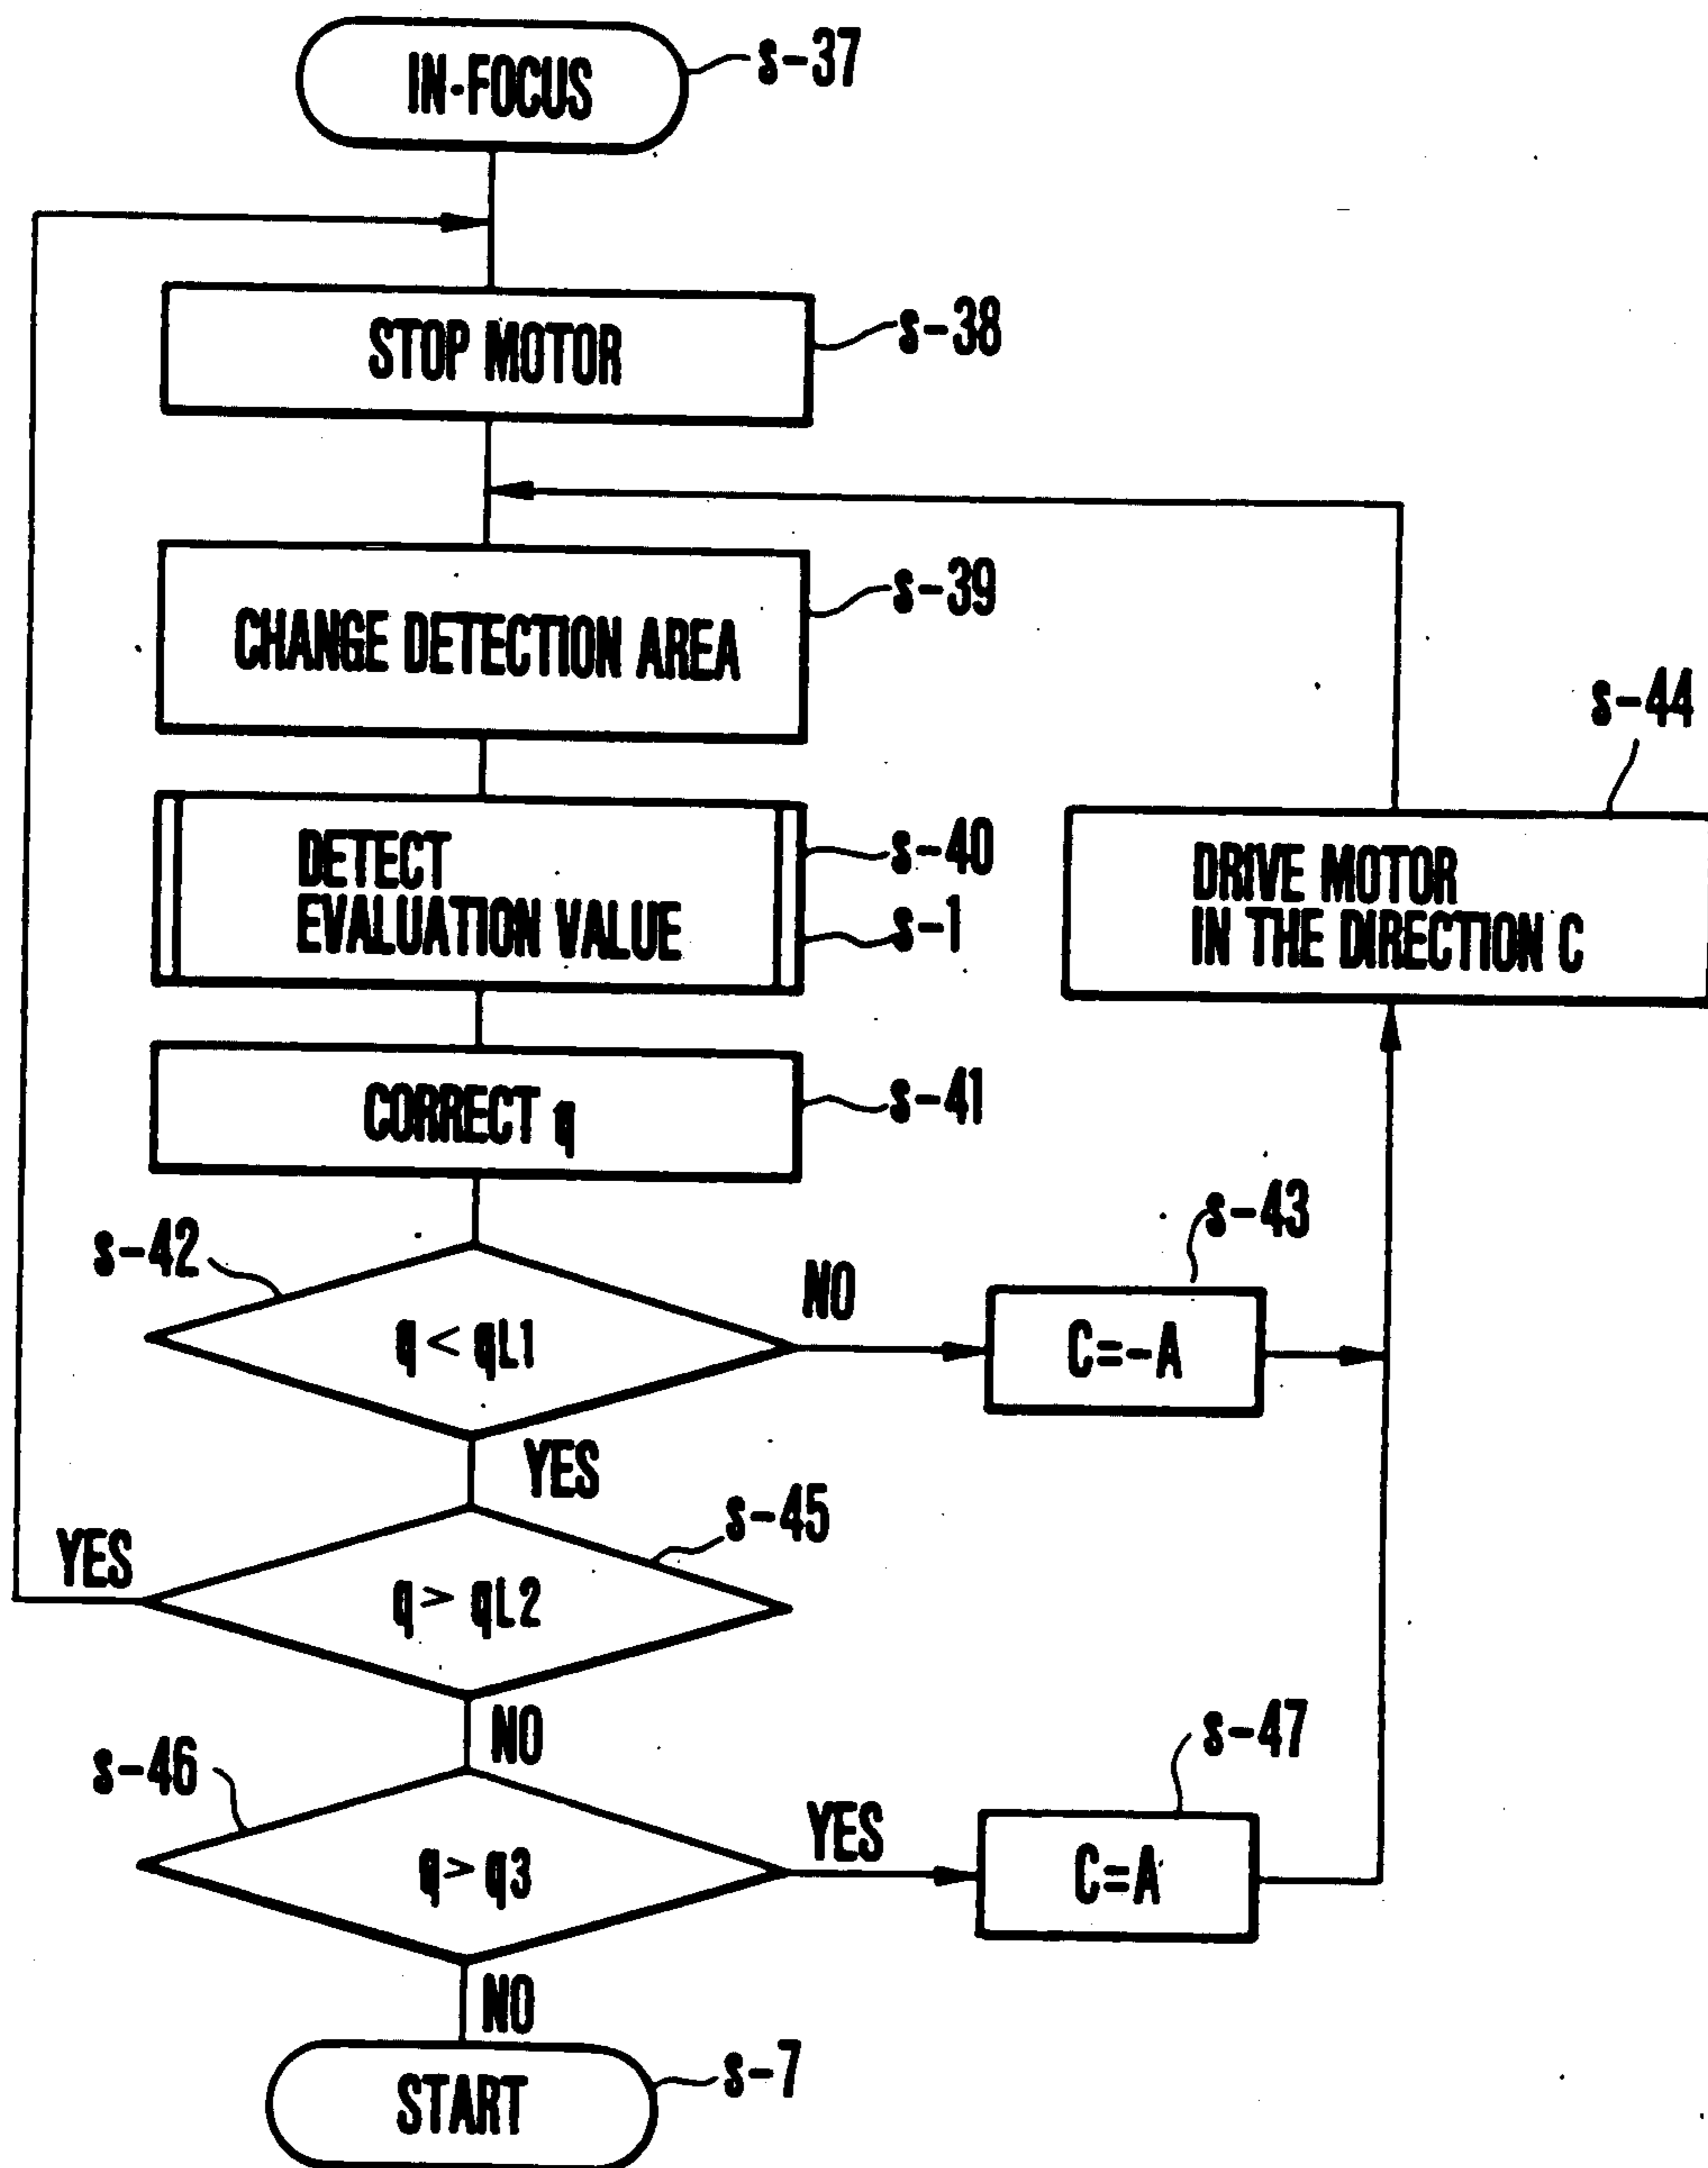 IN-FOCUS
s-37
STOP MOTOR
s-38
CHANGE DETECTION AREA
s-39
s-44
DETECT
EVALUATION VALUE
s-40
s-1
DRIVE MOTOR
IN THE DIRECTION C
CORRECT q
s-41
s-42
q < qL1
NO
s-43
C=-A
YES
s-45
YES
q > qL2
NO
s-46
q > q3
YES
s-47
C=A
NO
START
s-7